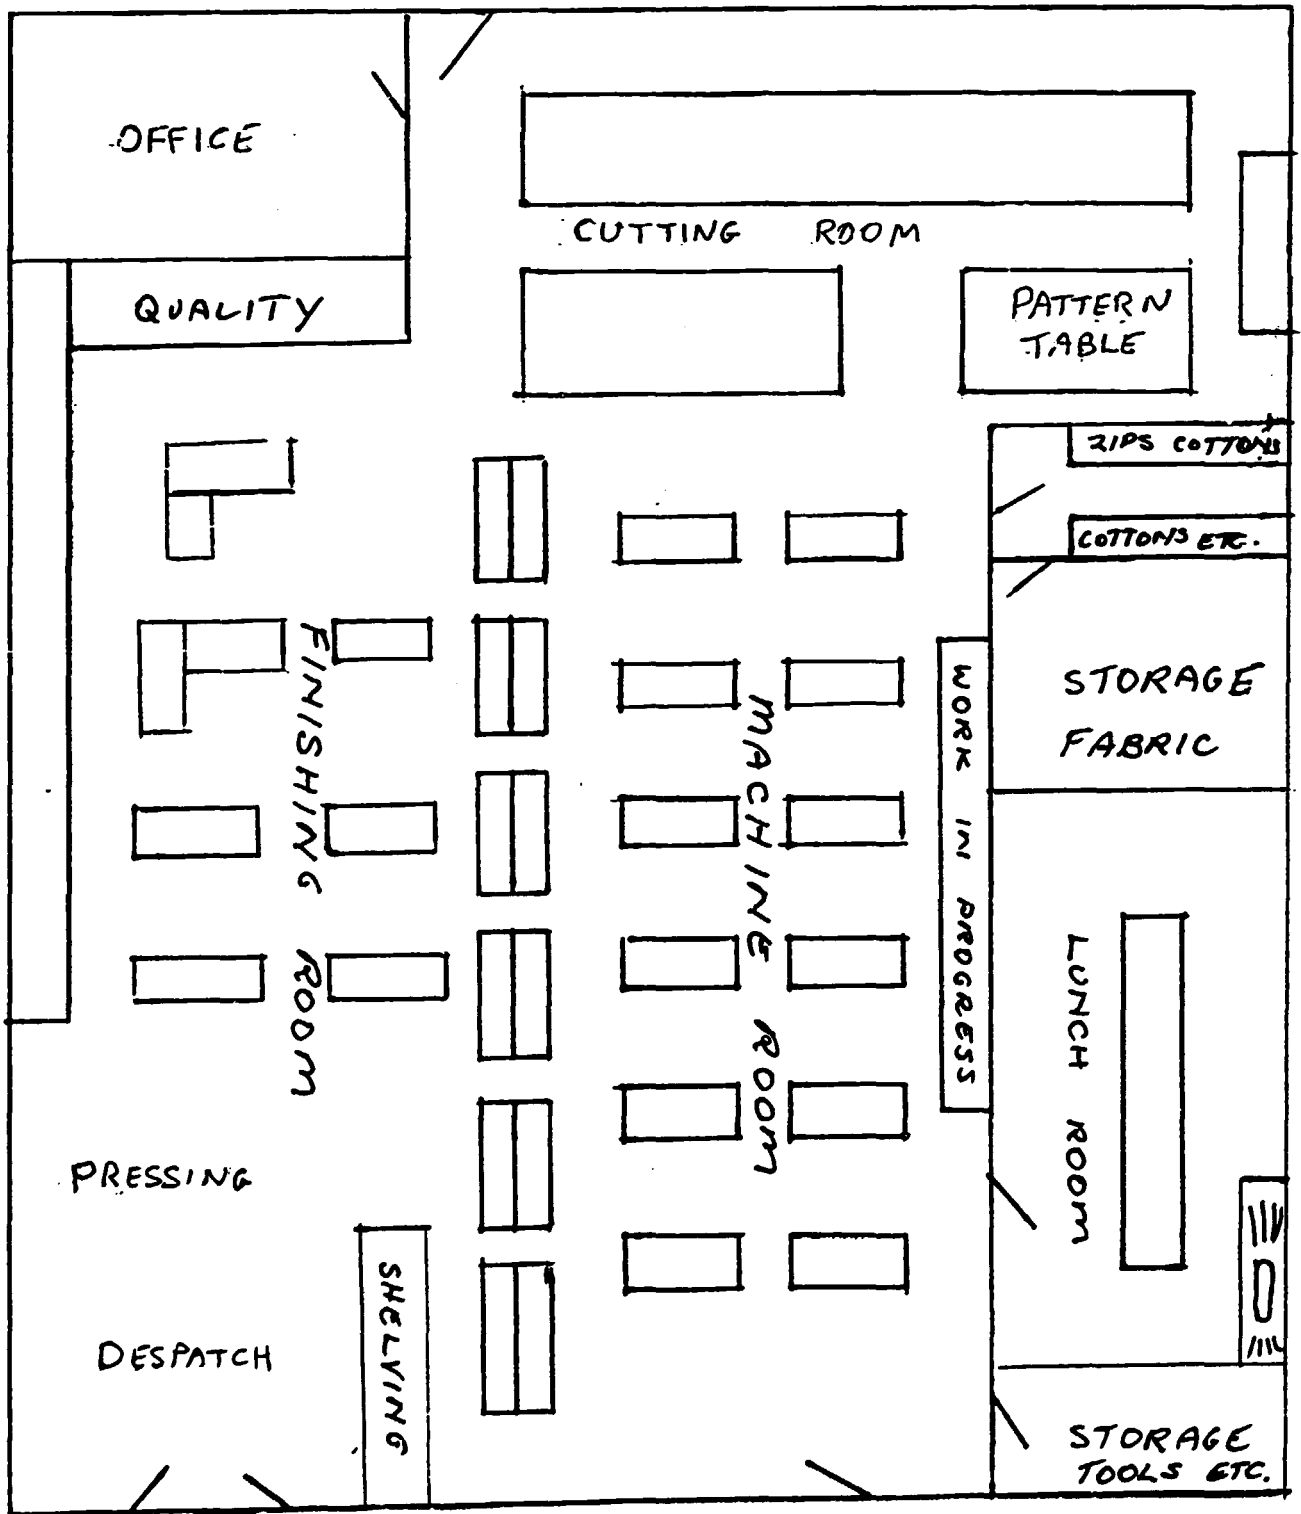 OFFICE
CUTTING ROOM
QUALITY
PATTERN
TABLE
ZIPS COTTONS
COTTONS ETC.
FINISHING ROOM
MACHINE ROOM
WORK IN PROGRESS
STORAGE
FABRIC
LUNCH ROOM
PRESSING
SHELVING
DESPATCH
STORAGE
TOOLS ETC.